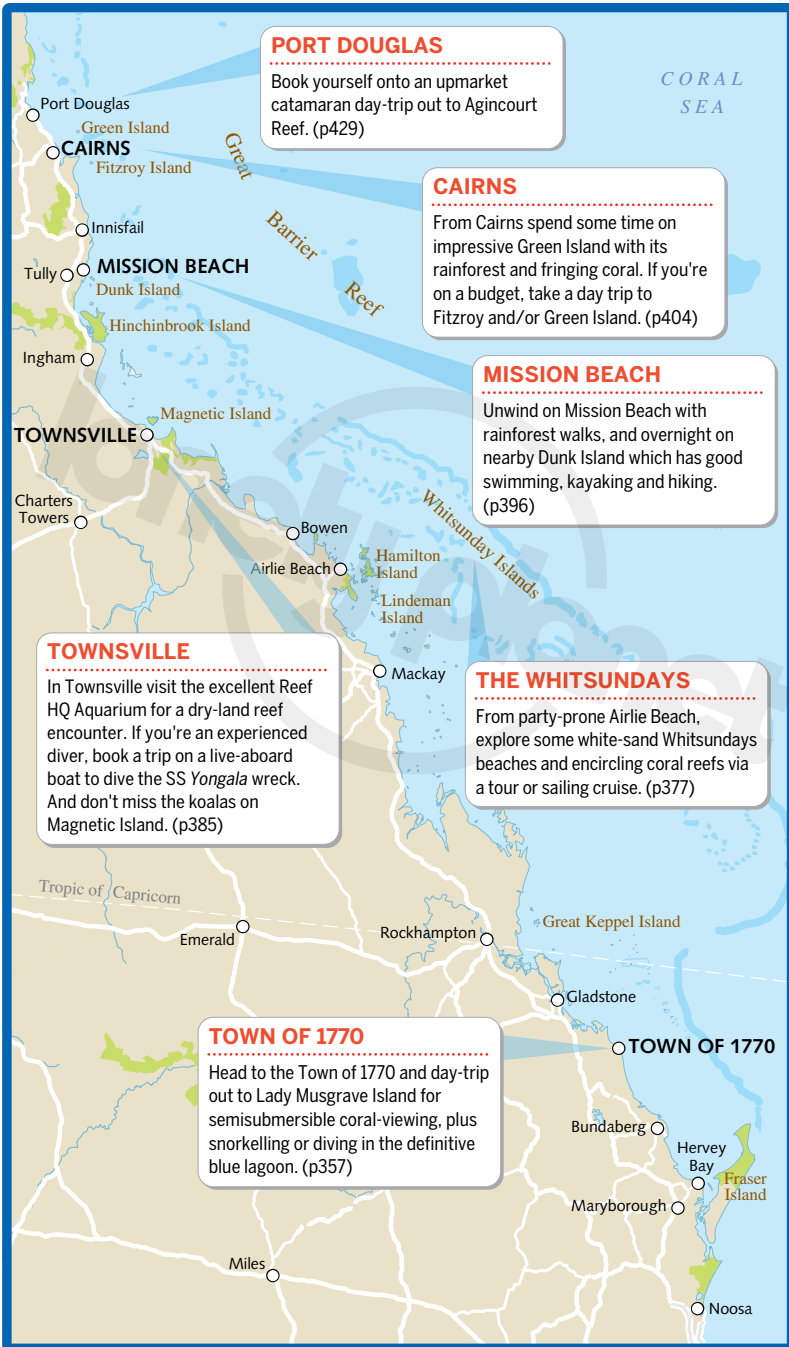 PORT DOUGLAS
Book yourself onto an upmarket
catamaran day-trip out to Agincourt
Reef. (p429)
CORAL
SEA
Port Douglas
Green Island
CAIRNS
Fitzroy Island
Great
Barrier
Reef
CAIRNS
From Cairns spend some time on
impressive Green Island with its
rainforest and fringing coral. If you're
on a budget, take a day trip to
Fitzroy and/or Green Island. (p404)
Innisfail
Tully
MISSION BEACH
Dunk Island
Hinchinbrook Island
Ingham
MISSION BEACH
Unwind on Mission Beach with
rainforest walks, and overnight on
nearby Dunk Island which has good
swimming, kayaking and hiking.
(p396)
Magnetic Island
TOWNSVILLE
Charters
Towers
Bowen
Whitsunday Islands
Airlie Beach
Hamilton
Island
Lindeman
Island
TOWNSVILLE
In Townsville visit the excellent Reef
HQ Aquarium for a dry-land reef
encounter. If you're an experienced
diver, book a trip on a live-aboard
boat to dive the SS Yongala wreck.
And don't miss the koalas on
Magnetic Island. (p385)
Mackay
THE WHITSUNDAYS
From party-prone Airlie Beach,
explore some white-sand Whitsundays
beaches and encircling coral reefs via
a tour or sailing cruise. (p377)
Tropic of Capricorn
Emerald
Rockhampton
Great Keppel Island
Gladstone
TOWN OF 1770
TOWN OF 1770
Head to the Town of 1770 and day-trip
out to Lady Musgrave Island for
semisubmersible coral-viewing, plus
snorkelling or diving in the definitive
blue lagoon. (p357)
Bundaberg
Hervey
Bay
Fraser
Island
Maryborough
Miles
Noosa